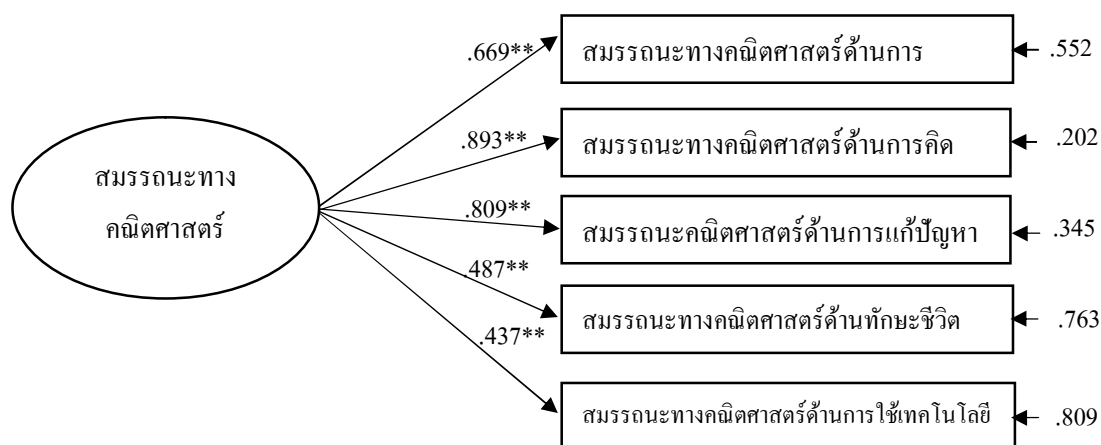 สมรรถนะทางคณิตศาสตร์ด้านการ
.552
.669**
สมรรถนะทางคณิตศาสตร์ด้านการคิด
.202
.893**
สมรรถนะทาง
คณิตศาสตร์
.809**
สมรรถนะคณิตศาสตร์ด้านการแก้ปัญหา
.345
.487**
สมรรถนะทางคณิตศาสตร์ด้านทักษะชีวิต
.763
.437**
สมรรถนะทางคณิตศาสตร์ด้านการใช้เทคโนโลยี
.809